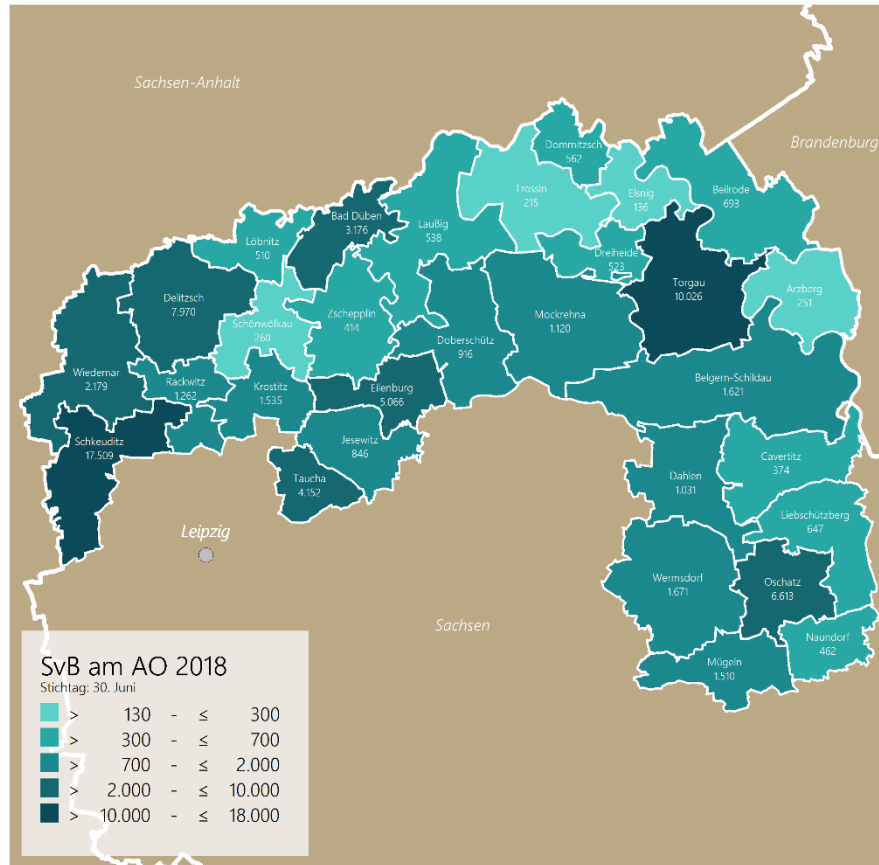 Sachsen-Anhalt
Brandenburg
Dommitzsch
562
Trossin
215
Elsnig
136
Beilrode
693
Bad Düben
3.176
Laußig
538
Löbnitz
510
Dreiheide
523
Torgau
10.026
Arzberg
251
Delitzsch
7.970
Schönwölkau
260
Zschepplin
414
Mockrehna
1.120
Doberschütz
916
Wiedemar
2.179
Rackwitz
1.262
Krostitz
1.535
Eilenburg
5.066
Belgern-Schildau
1.621
Schkeuditz
17.509
Jesewitz
846
Taucha
4.152
Cavertitz
374
Dahlen
1.031
Liebschützberg
647
Leipzig
Wermsdorf
1.671
Oschatz
6.613
Sachsen
Naundorf
462
Mügeln
1.510
SvB am AO 2018
Stichtag: 30. Juni
> 130 - ≤ 300
> 300 - ≤ 700
> 700 - ≤ 2.000
> 2.000 - ≤ 10.000
> 10.000 - ≤ 18.000